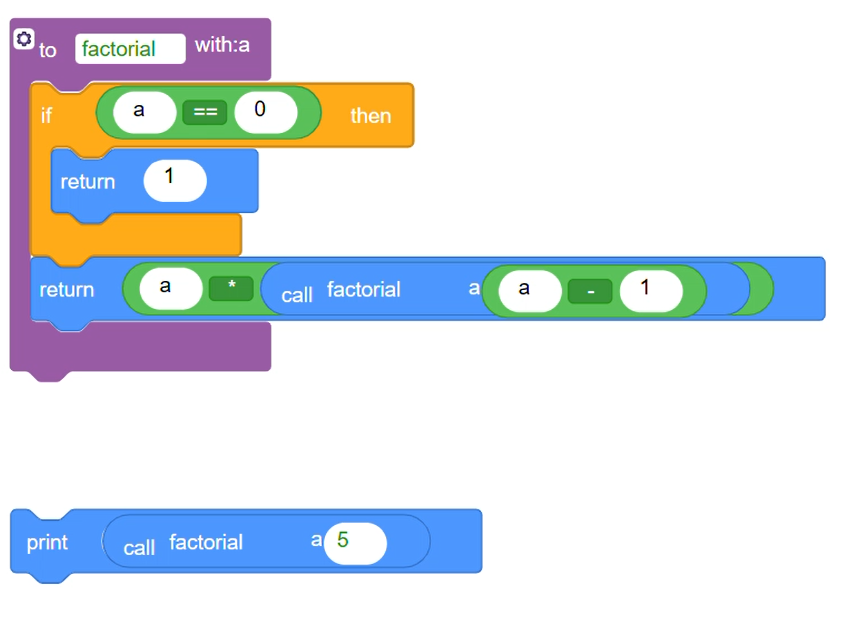 to factorial with:a
if a == 0 then
return 1
return a * call factorial a a - 1
print call factorial a 5